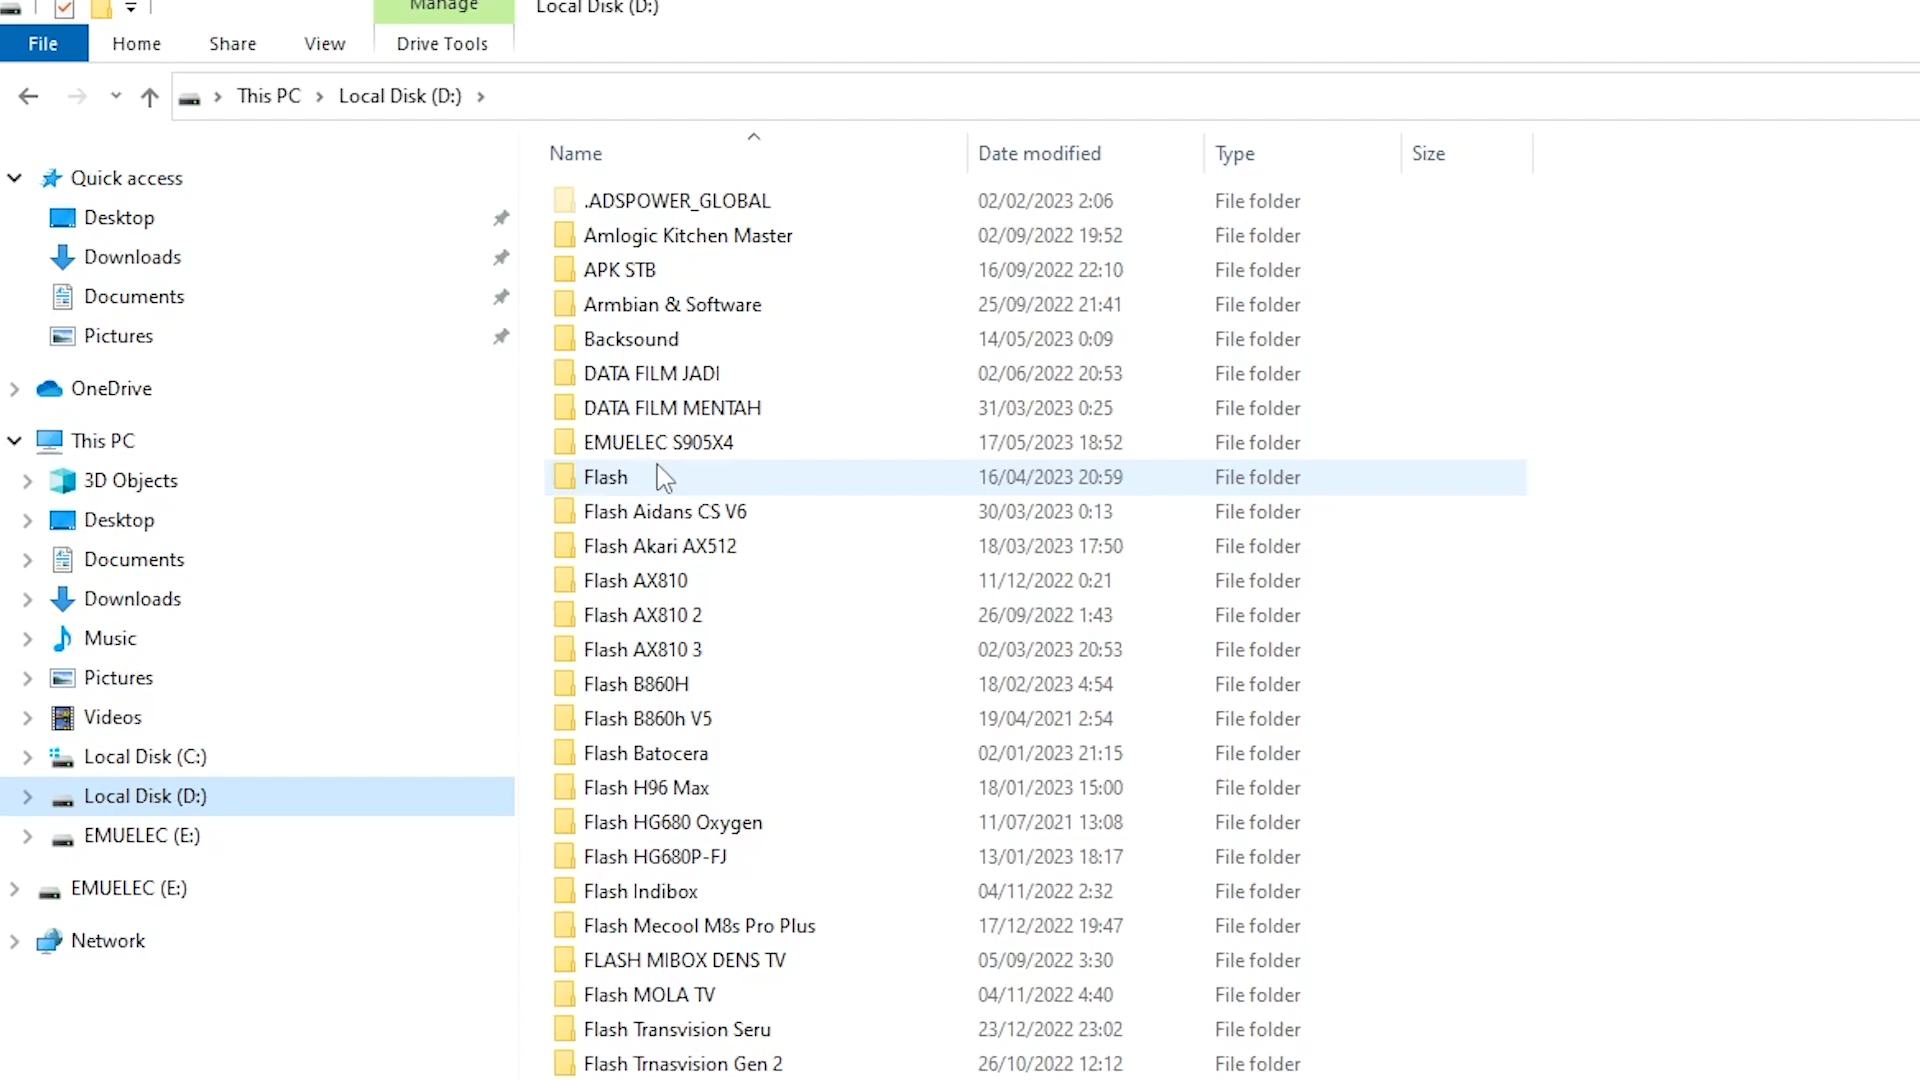 Manage
Local Disk (D:)
File
Home
Share
View
Drive Tools
This PC
Local Disk (D:)
Name
Date modified
Type
Size
Quick access
Desktop
Downloads
Documents
Pictures
OneDrive
This PC
3D Objects
Desktop
Documents
Downloads
Music
Pictures
Videos
Local Disk (C:)
Local Disk (D:)
EMUELEC (E:)
EMUELEC (E:)
Network
.ADSPOWER_GLOBAL 02/02/2023 2:06 File folder
Amlogic Kitchen Master 02/09/2022 19:52 File folder
APK STB 16/09/2022 22:10 File folder
Armbian & Software 25/09/2022 21:41 File folder
Backsound 14/05/2023 0:09 File folder
DATA FILM JADI 02/06/2022 20:53 File folder
DATA FILM MENTAH 31/03/2023 0:25 File folder
EMUELEC S905X4 17/05/2023 18:52 File folder
Flash 16/04/2023 20:59 File folder
Flash Aidans CS V6 30/03/2023 0:13 File folder
Flash Akari AX512 18/03/2023 17:50 File folder
Flash AX810 11/12/2022 0:21 File folder
Flash AX810 2 26/09/2022 1:43 File folder
Flash AX810 3 02/03/2023 20:53 File folder
Flash B860H 18/02/2023 4:54 File folder
Flash B860h V5 19/04/2021 2:54 File folder
Flash Batocera 02/01/2023 21:15 File folder
Flash H96 Max 18/01/2023 15:00 File folder
Flash HG680 Oxygen 11/07/2021 13:08 File folder
Flash HG680P-FJ 13/01/2023 18:17 File folder
Flash Indibox 04/11/2022 2:32 File folder
Flash Mecool M8s Pro Plus 17/12/2022 19:47 File folder
FLASH MIBOX DENS TV 05/09/2022 3:30 File folder
Flash MOLA TV 04/11/2022 4:40 File folder
Flash Transvision Seru 23/12/2022 23:02 File folder
Flash Trnasvision Gen 2 26/10/2022 12:12 File folder